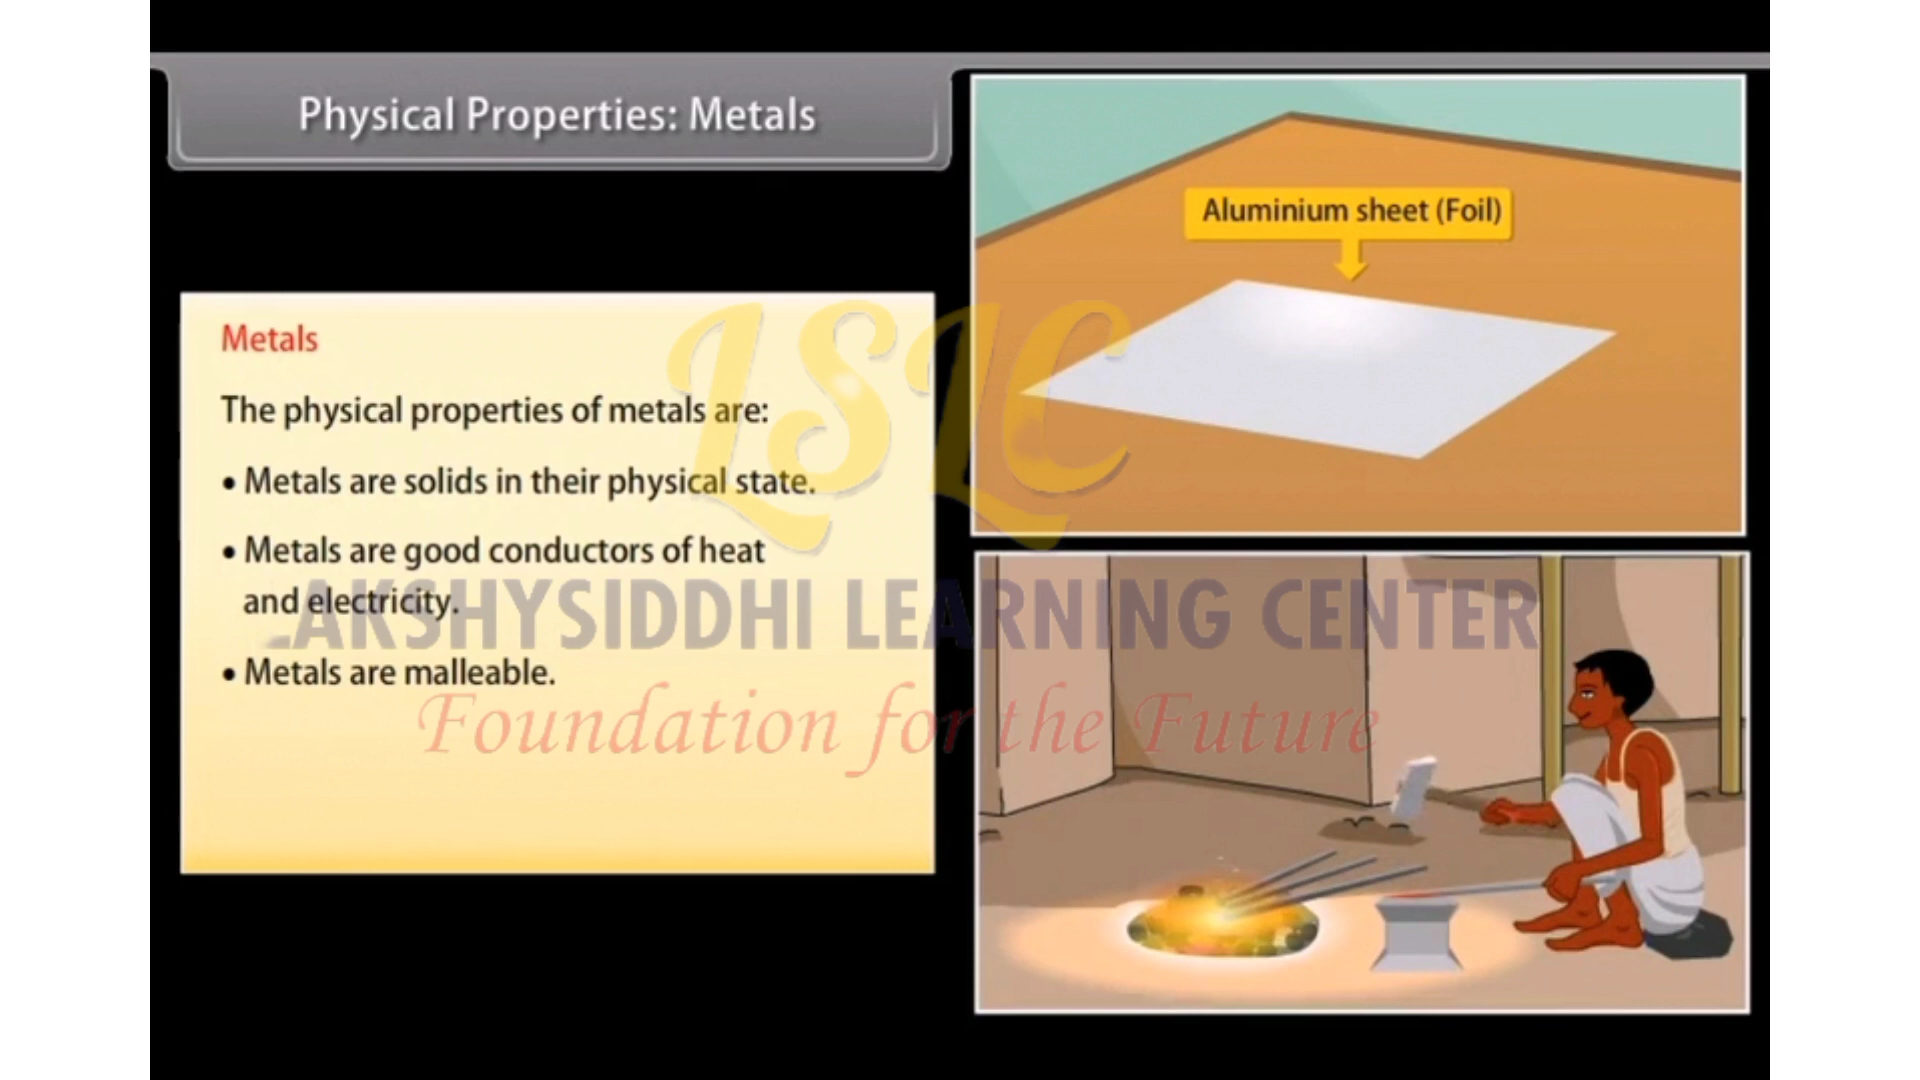 Physical Properties: Metals
Aluminium sheet (Foil)
Metals
The physical properties of metals are:
• Metals are solids in their physical state.
• Metals are good conductors of heat
and electricity.
• Metals are malleable.
LSLC
LAKSHYSIDDHI LEARNING CENTER
Foundation for the Future